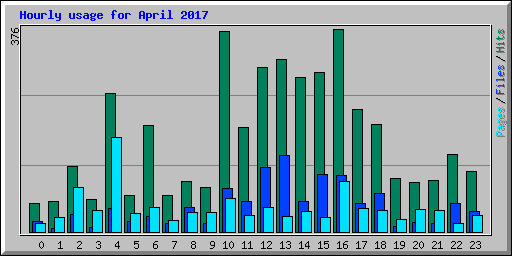 Hourly usage for April 2017
376
Pages / Files / Hits
0 1 2 3 4 5 6 7 8 9 10 11 12 13 14 15 16 17 18 19 20 21 22 23